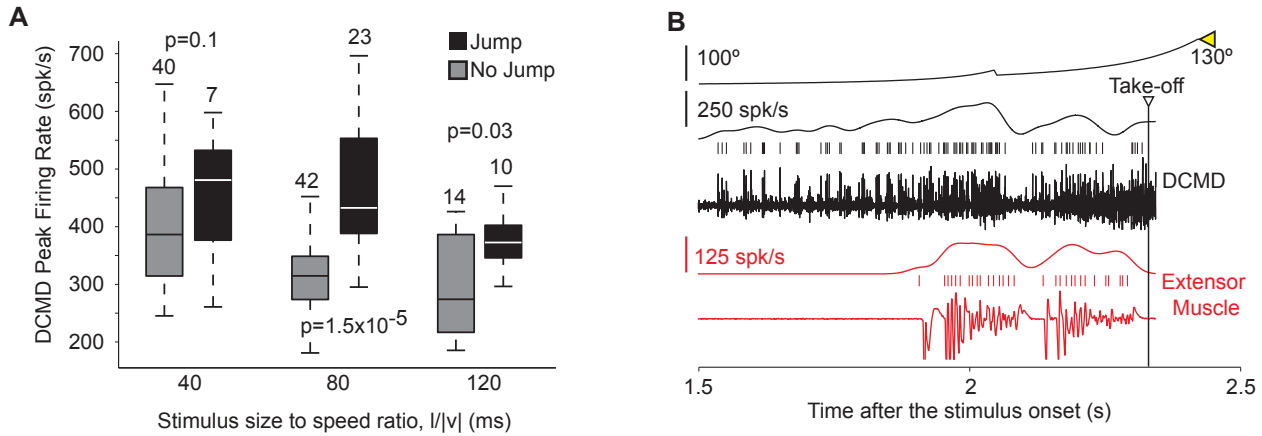 A
DCMD Peak Firing Rate (spk/s)
700
600
500
400
300
200
p=0.1
40
7
23
Jump
No Jump
42
p=1.5x10-5
p=0.03
14
10
40
80
120
Stimulus size to speed ratio, l/|v| (ms)
B
100º
130º
Take-off
250 spk/s
DCMD
125 spk/s
Extensor
Muscle
1.5
2
2.5
Time after the stimulus onset (s)